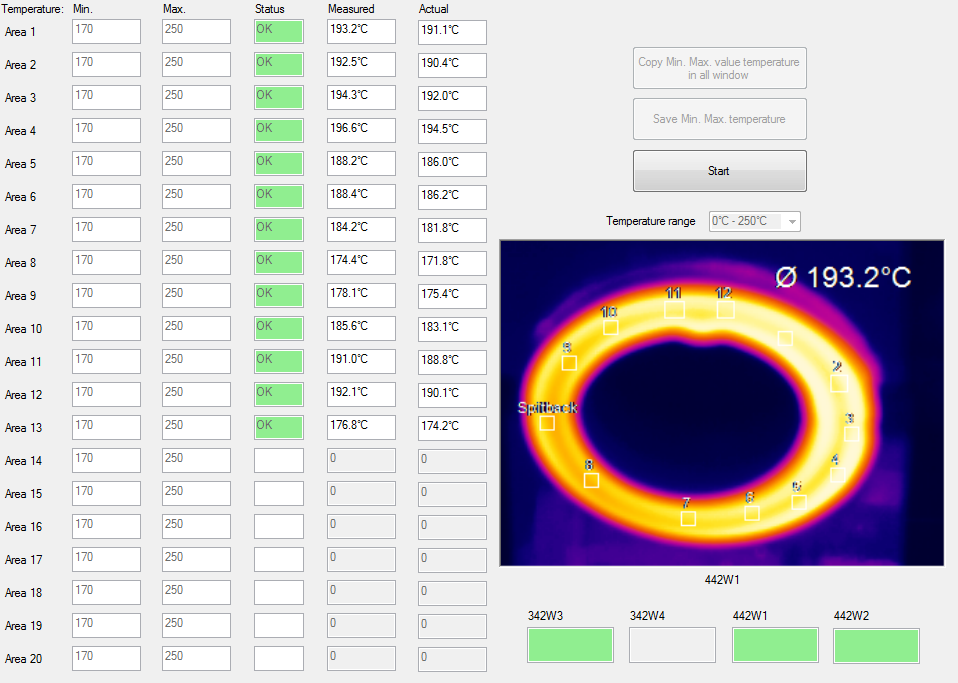 Temperature: Min. Max. Status Measured Actual
Area 1 170 250 OK 193.2°C 191.1°C
Area 2 170 250 OK 192.5°C 190.4°C
Area 3 170 250 OK 194.3°C 192.0°C
Area 4 170 250 OK 196.6°C 194.5°C
Area 5 170 250 OK 188.2°C 186.0°C
Area 6 170 250 OK 188.4°C 186.2°C
Area 7 170 250 OK 184.2°C 181.8°C
Area 8 170 250 OK 174.4°C 171.8°C
Area 9 170 250 OK 178.1°C 175.4°C
Area 10 170 250 OK 185.6°C 183.1°C
Area 11 170 250 OK 191.0°C 188.8°C
Area 12 170 250 OK 192.1°C 190.1°C
Area 13 170 250 OK 176.8°C 174.2°C
Area 14 170 250 0 0
Area 15 170 250 0 0
Area 16 170 250 0 0
Area 17 170 250 0 0
Area 18 170 250 0 0
Area 19 170 250 0 0
Area 20 170 250 0 0
Copy Min. Max. value temperature
in all window
Save Min. Max. temperature
Start
Temperature range 0°C - 250°C
Ø 193.2°C
11 12
10
2
3
4
7
442W1
342W3 342W4 442W1 442W2